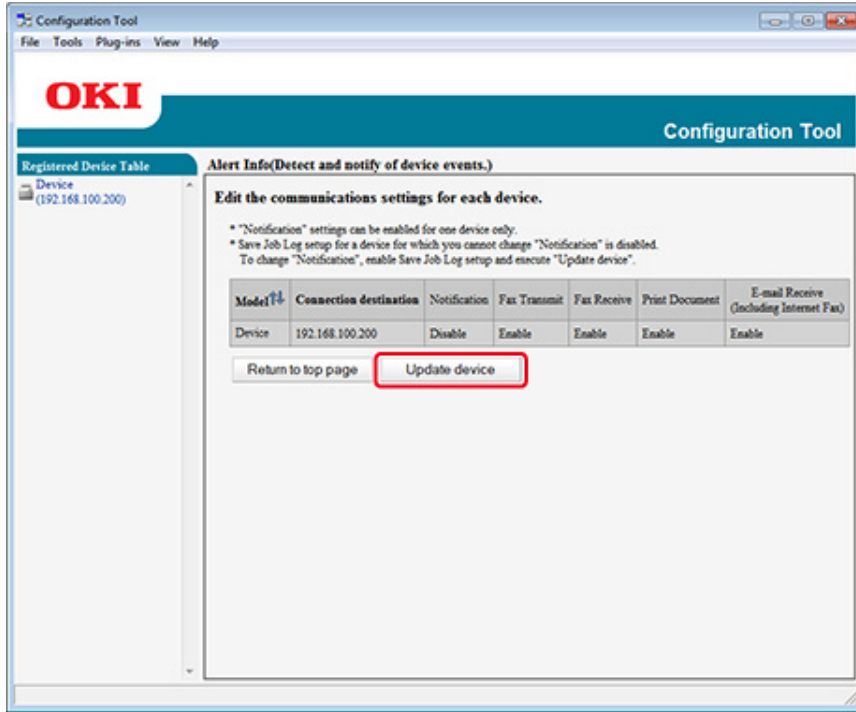 Configuration Tool
File Tools Plug-ins View Help
OKI
Configuration Tool
Registered Device Table
Device
(192.168.100.200)
Alert Info(Detect and notify of device events.)
Edit the communications settings for each device.
* "Notification" settings can be enabled for one device only.
* Save Job Log setup for a device for which you cannot change "Notification" is disabled.
To change "Notification", enable Save Job Log setup and execute "Update device".
Model Connection destination Notification Fax Transmit Fax Receive Print Document E-mail Receive
(Including Internet Fax)
Device 192.168.100.200 Disable Enable Enable Enable Enable
Return to top page Update device